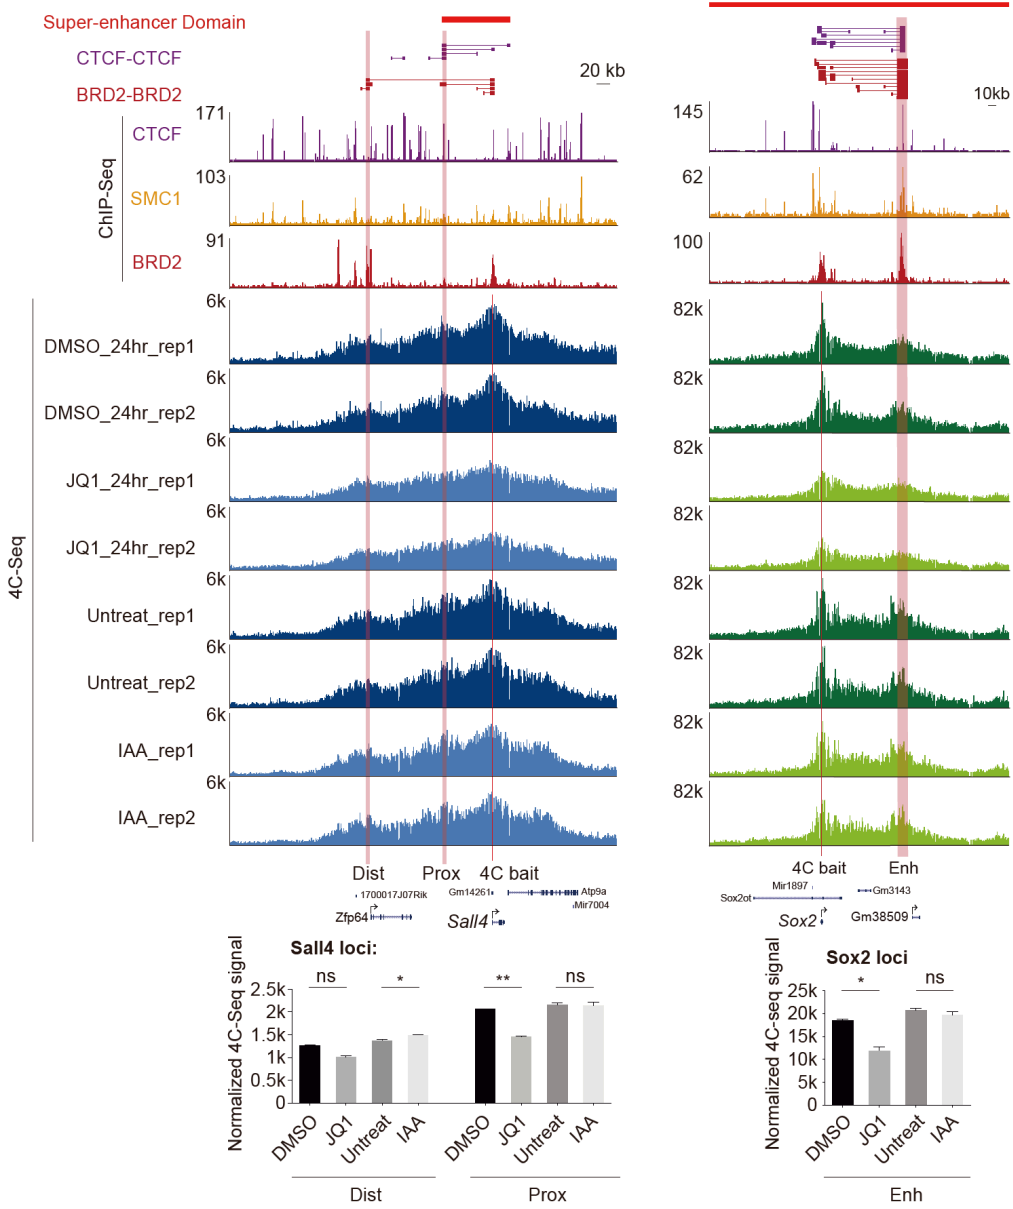 Super-enhancer Domain
CTCF-CTCF
BRD2-BRD2
20 kb
10kb
ChIP-Seq
CTCF
171
145
SMC1
103
62
BRD2
91
100
4C-Seq
DMSO_24hr_rep1
6k
82k
DMSO_24hr_rep2
6k
82k
JQ1_24hr_rep1
6k
82k
JQ1_24hr_rep2
6k
82k
Untreat_rep1
6k
82k
Untreat_rep2
6k
82k
IAA_rep1
6k
82k
IAA_rep2
6k
82k
Dist
Prox
4C bait
1700017J07Rik
Gm14261
Atp9a
Mir7004
Zfp64
Sall4
4C bait
Enh
Mir1897
Gm3143
Sox2ot
Sox2
Gm38509
Sall4 loci:
Normalized 4C-Seq signal
2.5k
2k
1.5k
1k
0.5k
0
ns
*
**
ns
DMSO
JQ1
Untreat
IAA
DMSO
JQ1
Untreat
IAA
Dist
Prox
Sox2 loci
Normalized 4C-seq signal
25k
20k
15k
10k
5k
0
*
ns
DMSO
JQ1
Untreat
IAA
Enh